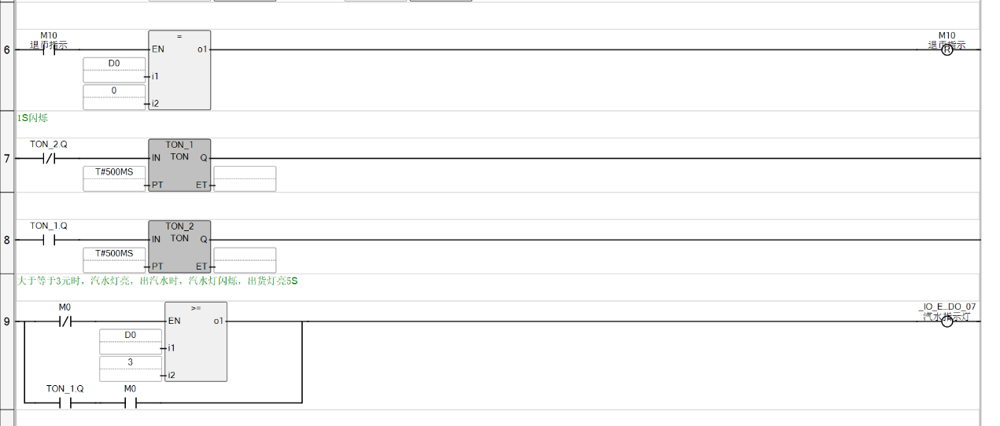 6
M10
退币指示
=
EN
o1
D0
i1
0
i2
M10
退币指示
R
1S闪烁
7
TON_2.Q
TON_1
IN
TON
Q
T#500MS
PT
ET
8
TON_1.Q
TON_2
IN
TON
Q
T#500MS
PT
ET
大于等于3元时，汽水灯亮，出汽水时，汽水灯闪烁，出货灯亮5S
9
M0
>=
EN
o1
D0
i1
3
i2
_IO_E...DO_07
汽水指示灯
TON_1.Q
M0